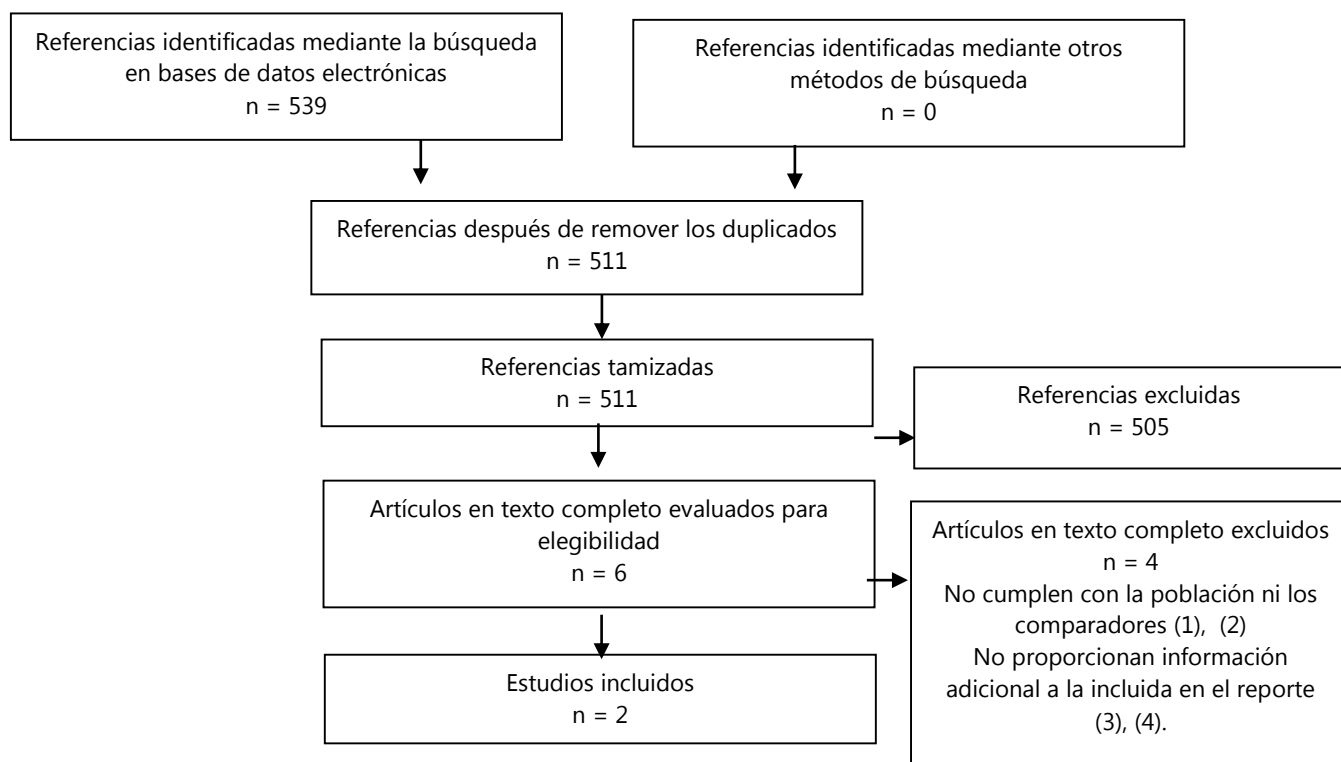 Referencias identificadas mediante la búsqueda
en bases de datos electrónicas
n = 539
Referencias identificadas mediante otros
métodos de búsqueda
n = 0
Referencias después de remover los duplicados
n = 511
Referencias tamizadas
n = 511
Referencias excluidas
n = 505
Artículos en texto completo evaluados para
elegibilidad
n = 6
Artículos en texto completo excluidos
n = 4
No cumplen con la población ni los
comparadores (1), (2)
No proporcionan información
adicional a la incluida en el reporte
(3), (4).
Estudios incluidos
n = 2